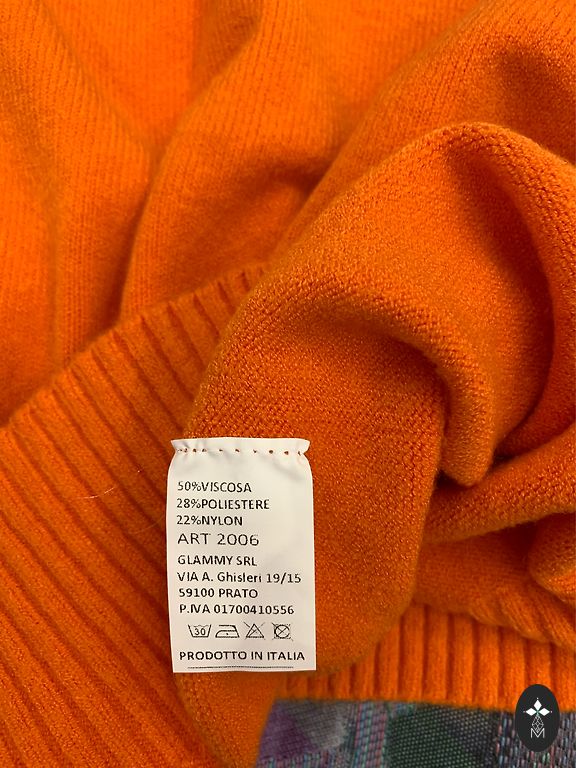 50%VISCOSA
28%POLIESTERE
22%NYLON
ART 2006
GLAMMY SRL
VIA A. Ghisleri 19/15
59100 PRATO
P.IVA 01700410556
30
PRODOTTO IN ITALIA
M